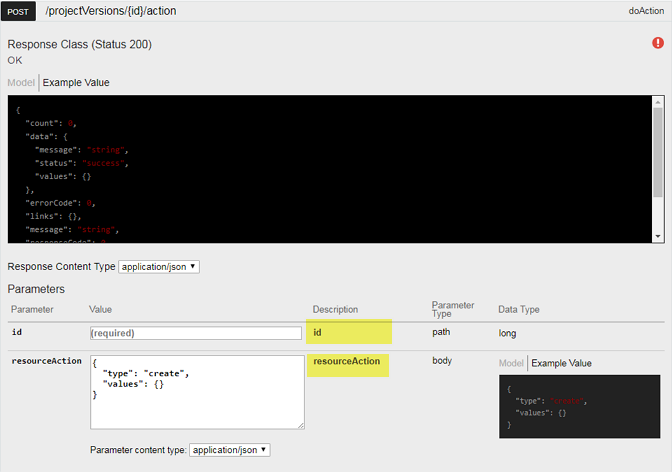 POST /projectVersions/{id}/action doAction
Response Class (Status 200)
OK
Model Example Value
{
"count": 0,
"data": {
"message": "string",
"status": "success",
"values": {}
},
"errorCode": 0,
"links": {},
"message": "string",
"responseCode": 0
Response Content Type application/json
Parameters
Parameter Value Description Parameter Type Data Type
id (required) id path long
resourceAction resourceAction body Model Example Value
{
"type": "create",
"values": {}
}
{
"type": "create",
"values": {}
}
Parameter content type: application/json